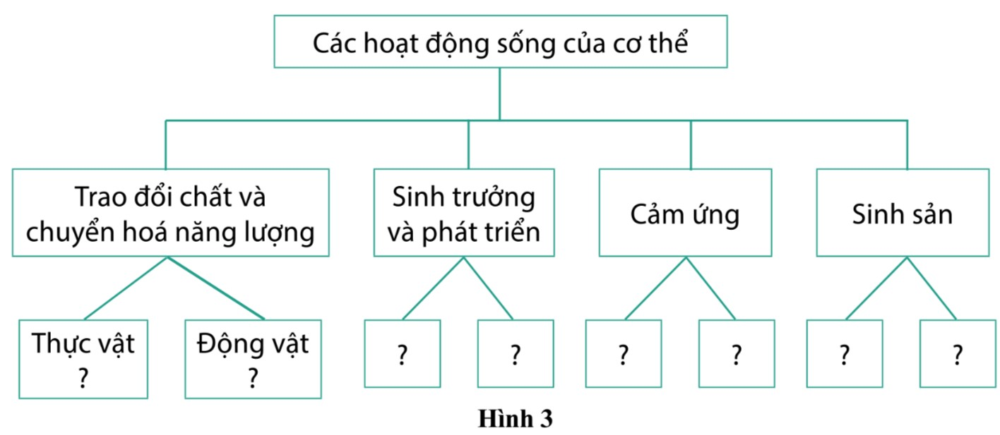 Các hoạt động sống của cơ thể
Trao đổi chất và
chuyển hoá năng lượng
Sinh trưởng
và phát triển
Cảm ứng
Sinh sản
Thực vật
?
Động vật
?
?
?
?
?
?
?
Hình 3